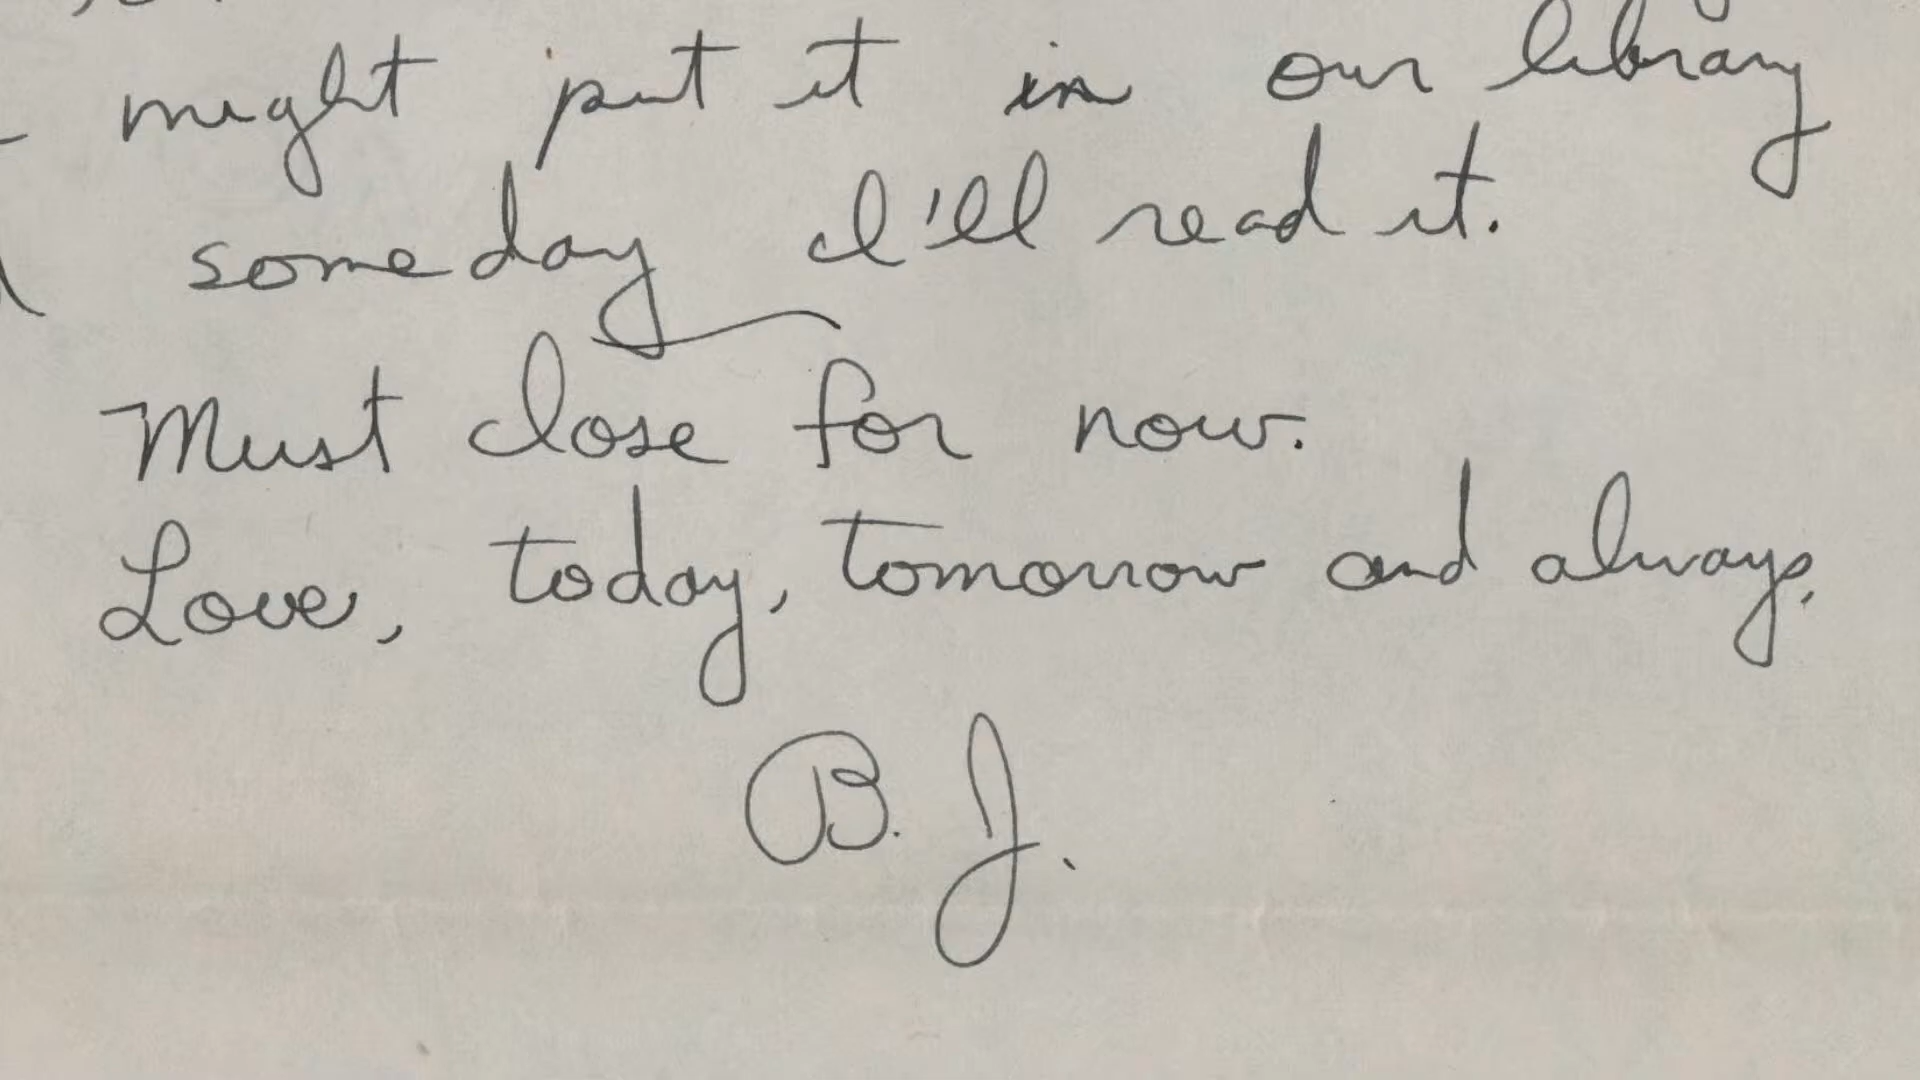 might put it in our library
someday I'll read it.
Must close for now.
Love, today, tomorrow and always,
B. J.